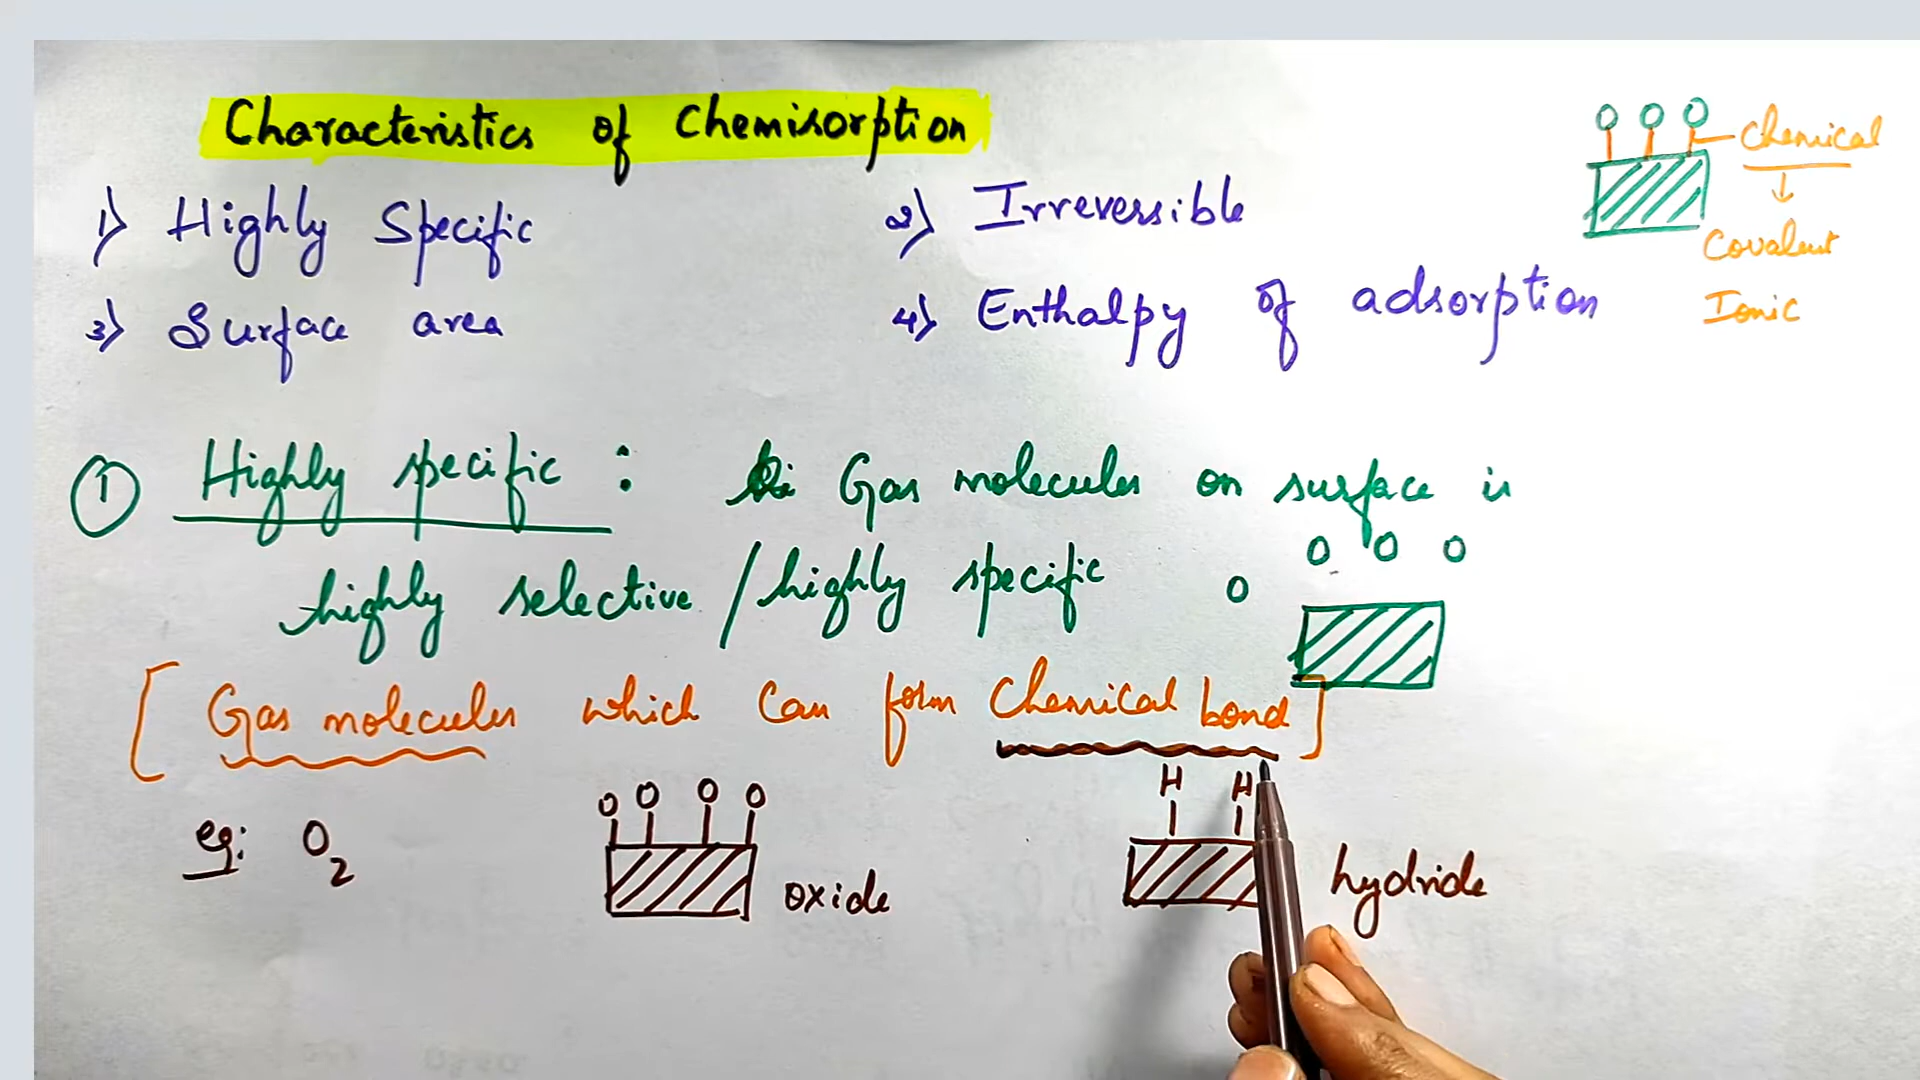 Characteristics of Chemisorption
1) Highly Specific
2) Irreversible
3) Surface area
4) Enthalpy of adsorption
O O O
Chemical
↓
Covalent
Ionic
① Highly specific : Gas molecules on surface is
highly selective / highly specific
O O O O
[ Gas molecules which can form Chemical bond ]
eg: O2
O O O O
oxide
H H
hydride